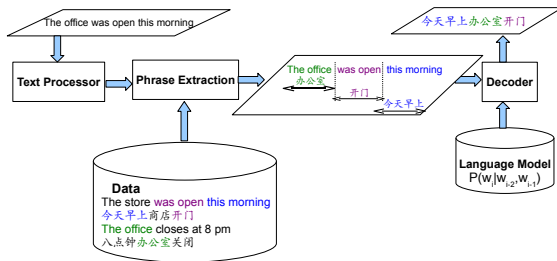 The office was open this morning
今天早上办公室开门
Text Processor
Phrase Extraction
The office was open this morning
办公室
开门
今天早上
Decoder
Data
The store was open this morning
今天早上商店开门
The office closes at 8 pm
八点钟办公室关闭
Language Model
P(wᵢ|wᵢ₋₂,wᵢ₋₁)